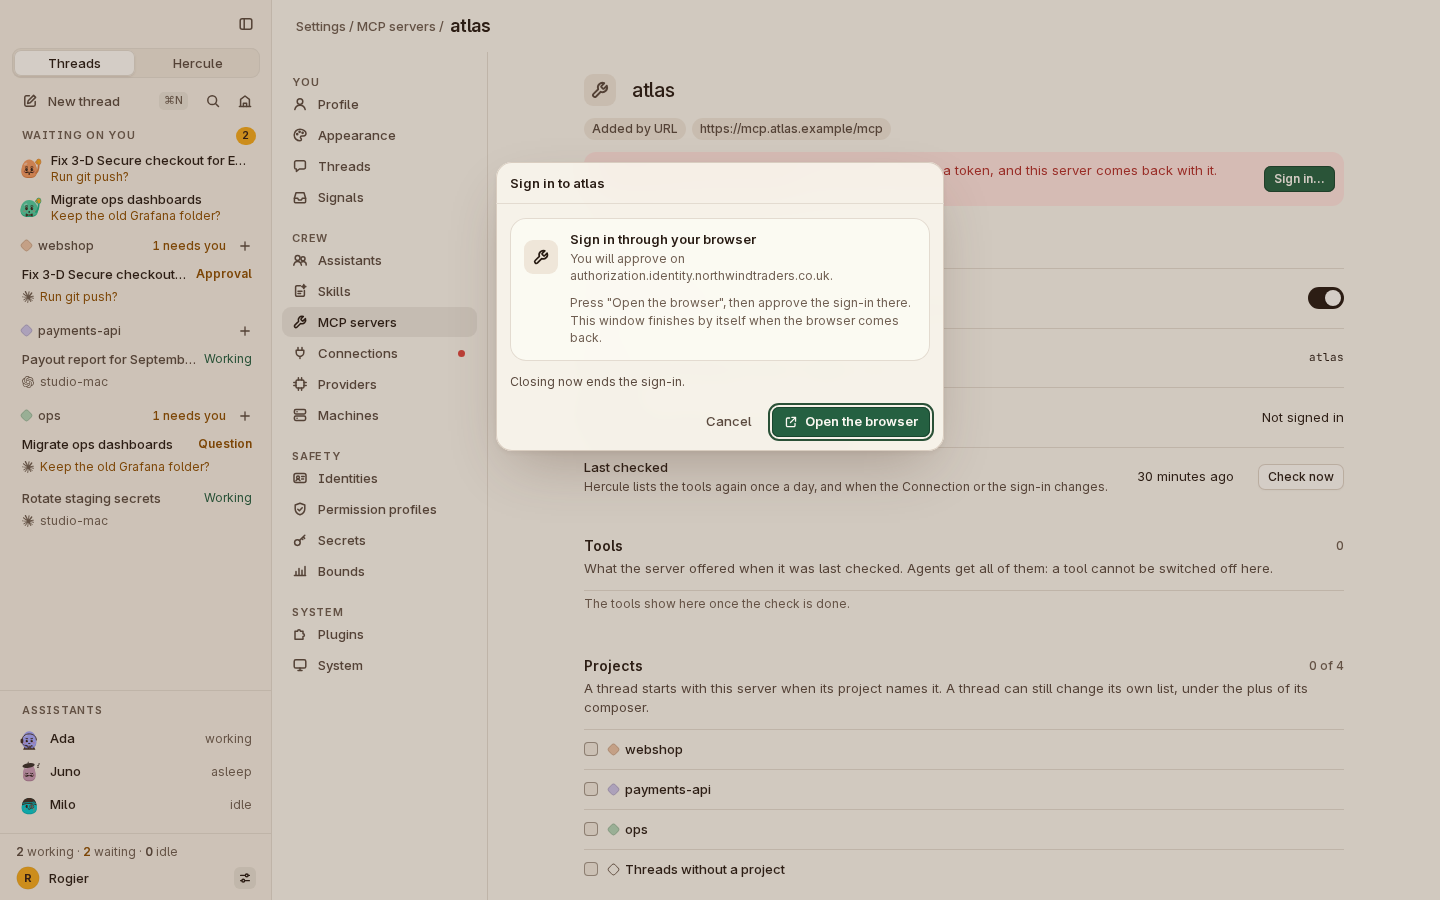 Threads
Hercule
New thread
⌘N
WAITING ON YOU
2
Fix 3-D Secure checkout for E…
Run git push?
Migrate ops dashboards
Keep the old Grafana folder?
webshop
1 needs you
Fix 3-D Secure checkout…
Approval
Run git push?
payments-api
Payout report for Septemb…
Working
studio-mac
ops
1 needs you
Migrate ops dashboards
Question
Keep the old Grafana folder?
Rotate staging secrets
Working
studio-mac
ASSISTANTS
Ada
working
Juno
asleep
Milo
idle
2 working · 2 waiting · 0 idle
R
Rogier
Settings / MCP servers / atlas
YOU
Profile
Appearance
Threads
Signals
CREW
Assistants
Skills
MCP servers
Connections
Providers
Machines
SAFETY
Identities
Permission profiles
Secrets
Bounds
SYSTEM
Plugins
System
atlas
Added by URL
https://mcp.atlas.example/mcp
a token, and this server comes back with it.
Sign in…
Sign in to atlas
Sign in through your browser
You will approve on
authorization.identity.northwindtraders.co.uk.
Press "Open the browser", then approve the sign-in there.
This window finishes by itself when the browser comes
back.
Closing now ends the sign-in.
Cancel
Open the browser
atlas
Not signed in
Last checked
Hercule lists the tools again once a day, and when the Connection or the sign-in changes.
30 minutes ago
Check now
Tools
0
What the server offered when it was last checked. Agents get all of them: a tool cannot be switched off here.
The tools show here once the check is done.
Projects
0 of 4
A thread starts with this server when its project names it. A thread can still change its own list, under the plus of its
composer.
webshop
payments-api
ops
Threads without a project